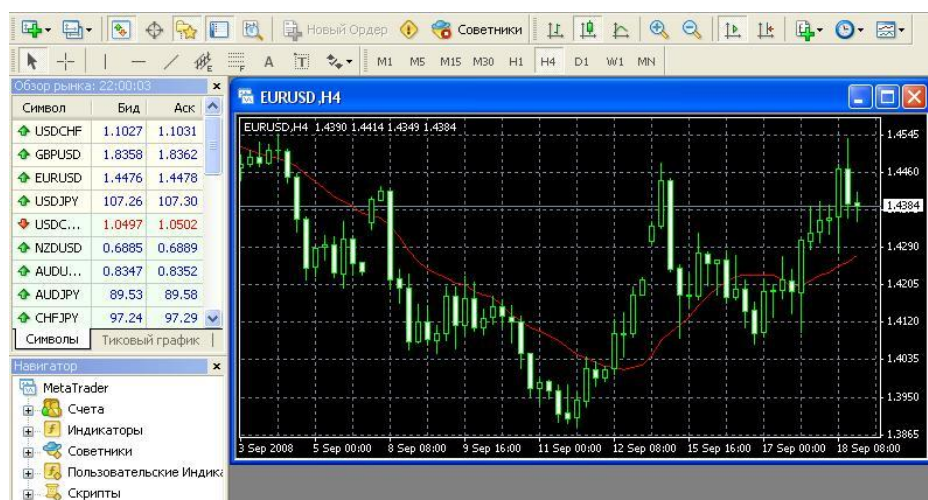 Новый Ордер Советники
E F A T M1 M5 M15 M30 H1 H4 D1 W1 MN
Обзор рынка: 22:00:03
Символ Бид Аск
USDCHF 1.1027 1.1031
GBPUSD 1.8358 1.8362
EURUSD 1.4476 1.4478
USDJPY 107.26 107.30
USDC... 1.0497 1.0502
NZDUSD 0.6885 0.6889
AUDU... 0.8347 0.8352
AUDJPY 89.53 89.58
CHFJPY 97.24 97.29
Символы Тиковый график
Навигатор
MetaTrader
Счета
Индикаторы
Советники
Пользовательские Индика
Скрипты
EURUSD,H4
EURUSD,H4 1.4390 1.4414 1.4349 1.4384
1.4545
1.4460
1.4384
1.4290
1.4205
1.4120
1.4035
1.3950
1.3865
3 Sep 2008 5 Sep 00:00 8 Sep 08:00 9 Sep 16:00 11 Sep 00:00 12 Sep 08:00 15 Sep 16:00 17 Sep 00:00 18 Sep 08:00